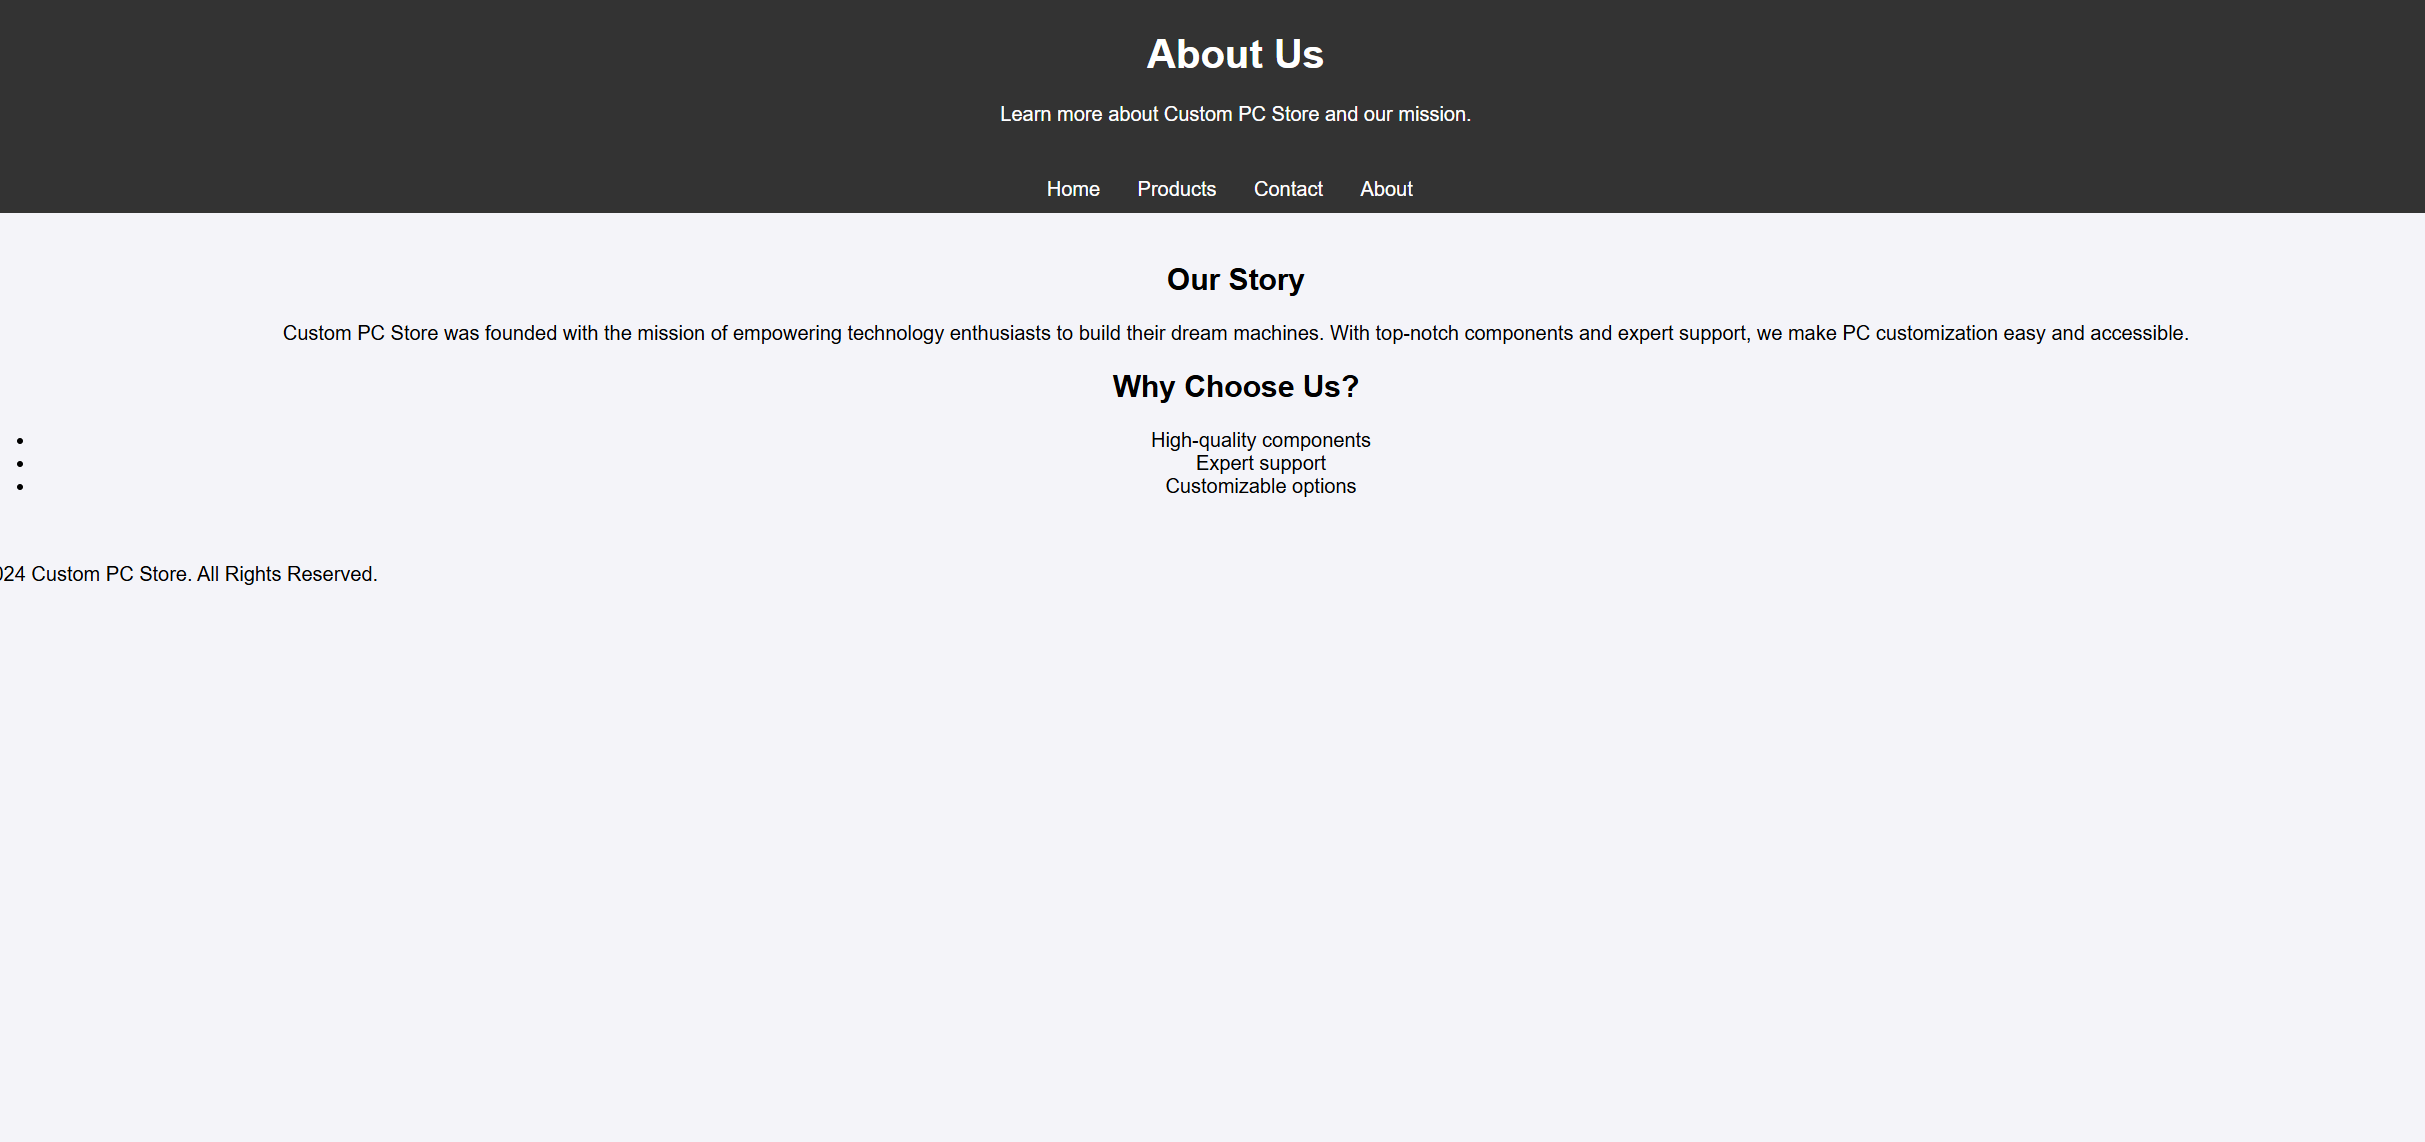 About Us
Learn more about Custom PC Store and our mission.
Home Products Contact About
Our Story
Custom PC Store was founded with the mission of empowering technology enthusiasts to build their dream machines. With top-notch components and expert support, we make PC customization easy and accessible.
Why Choose Us?
• High-quality components
• Expert support
• Customizable options
24 Custom PC Store. All Rights Reserved.